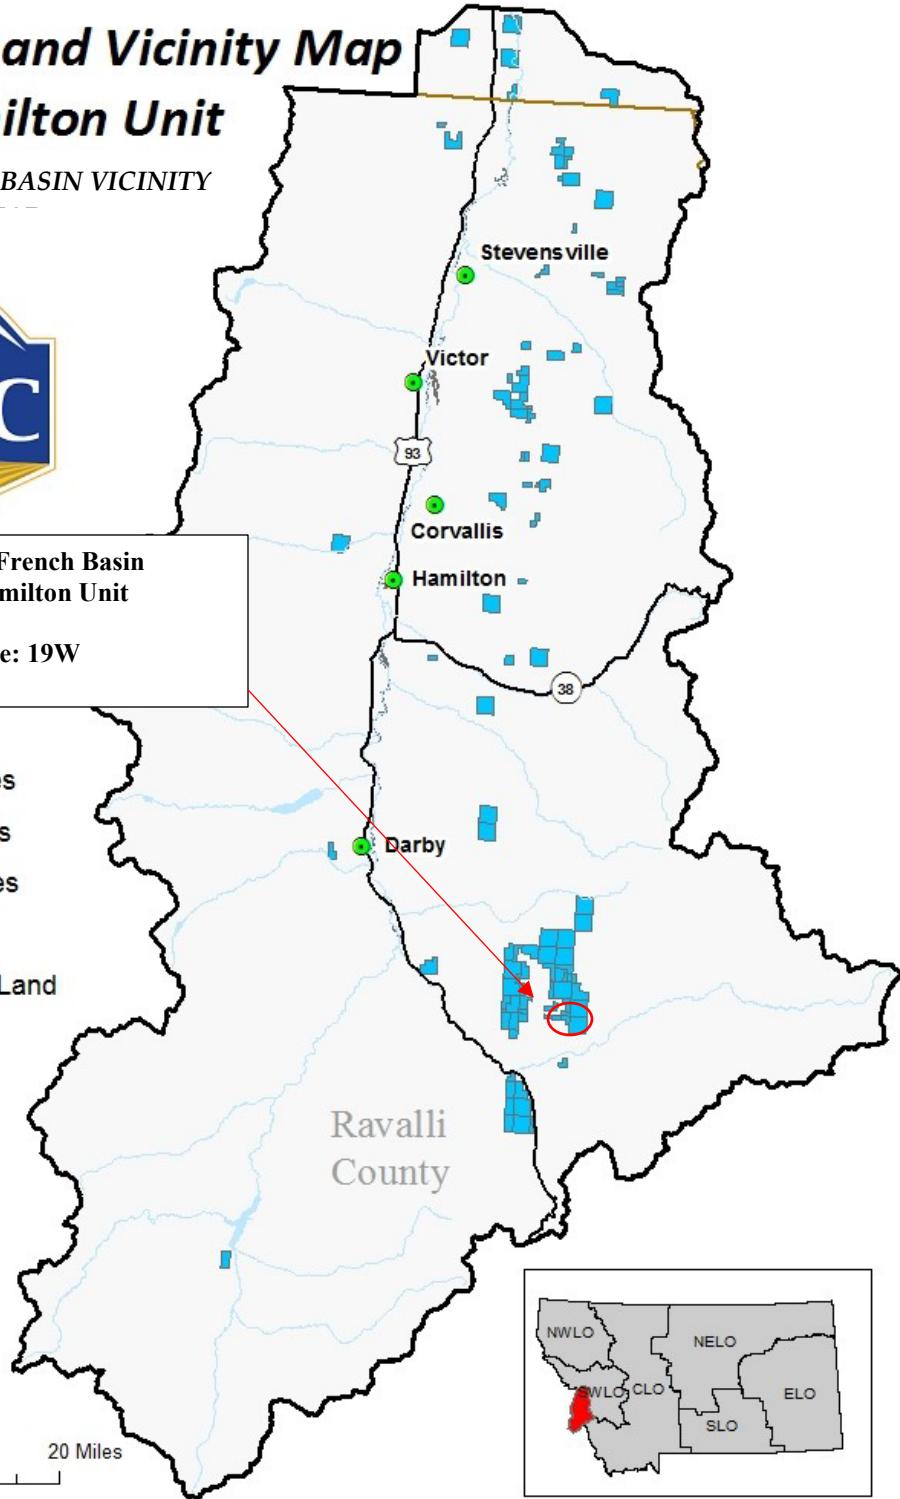 and Vicinity Map
ilton Unit
BASIN VICINITY
Stevensville
Victor
C
93
Corvallis
French Basin
milton Unit
e: 19W
Hamilton
38
es
s
Darby
es
Land
Ravalli
County
20 Miles
NWLO
NELO
SWLO
CLO
ELO
SLO